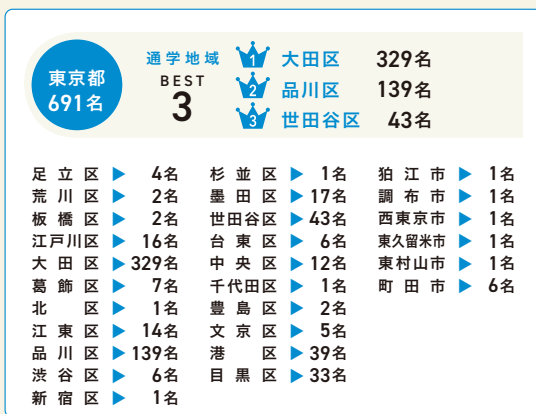 東京都
691名
通学地域
BEST
3
1 大田区 329名
2 品川区 139名
3 世田谷区 43名
足立区 ▶ 4名
荒川区 ▶ 2名
板橋区 ▶ 2名
江戸川区 ▶ 16名
大田区 ▶ 329名
葛飾区 ▶ 7名
北区 ▶ 1名
江東区 ▶ 14名
品川区 ▶ 139名
渋谷区 ▶ 6名
新宿区 ▶ 1名
杉並区 ▶ 1名
墨田区 ▶ 17名
世田谷区 ▶ 43名
台東区 ▶ 6名
中央区 ▶ 12名
千代田区 ▶ 1名
豊島区 ▶ 2名
文京区 ▶ 5名
港区 ▶ 39名
目黒区 ▶ 33名
狛江市 ▶ 1名
調布市 ▶ 1名
西東京市 ▶ 1名
東久留米市 ▶ 1名
東村山市 ▶ 1名
町田市 ▶ 6名